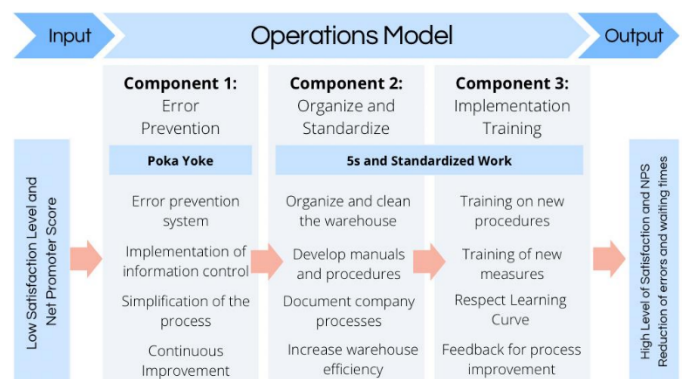 Input
Operations Model
Output
Low Satisfaction Level and
Net Promoter Score
Component 1:
Error
Prevention
Poka Yoke
Error prevention
system
Implementation of
information control
Simplification of the
process
Continuous
Improvement
Component 2:
Organize and
Standardize
5s and Standardized Work
Organize and clean
the warehouse
Develop manuals
and procedures
Document company
processes
Increase warehouse
efficiency
Component 3:
Implementation
Training
Training on new
procedures
Training of new
measures
Respect Learning
Curve
Feedback for process
improvement
High Level of Satisfaction and NPS
Reduction of errors and waiting times